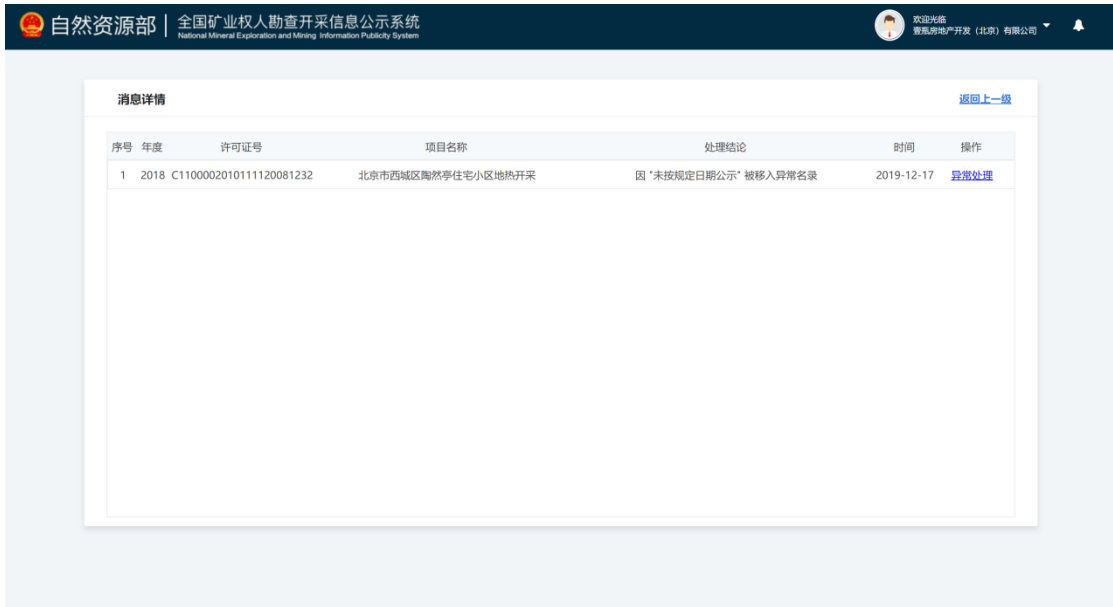 自然资源部
全国矿业权人勘查开采信息公示系统
National Mineral Exploration and Mining Information Publicity System
欢迎光临
壹瓶房地产开发（北京）有限公司
消息详情
返回上一级
序号 年度 许可证号 项目名称 处理结论 时间 操作
1 2018 C1100002010111120081232 北京市西城区陶然亭住宅小区地热开采 因 "未按规定日期公示" 被移入异常名录 2019-12-17 异常处理